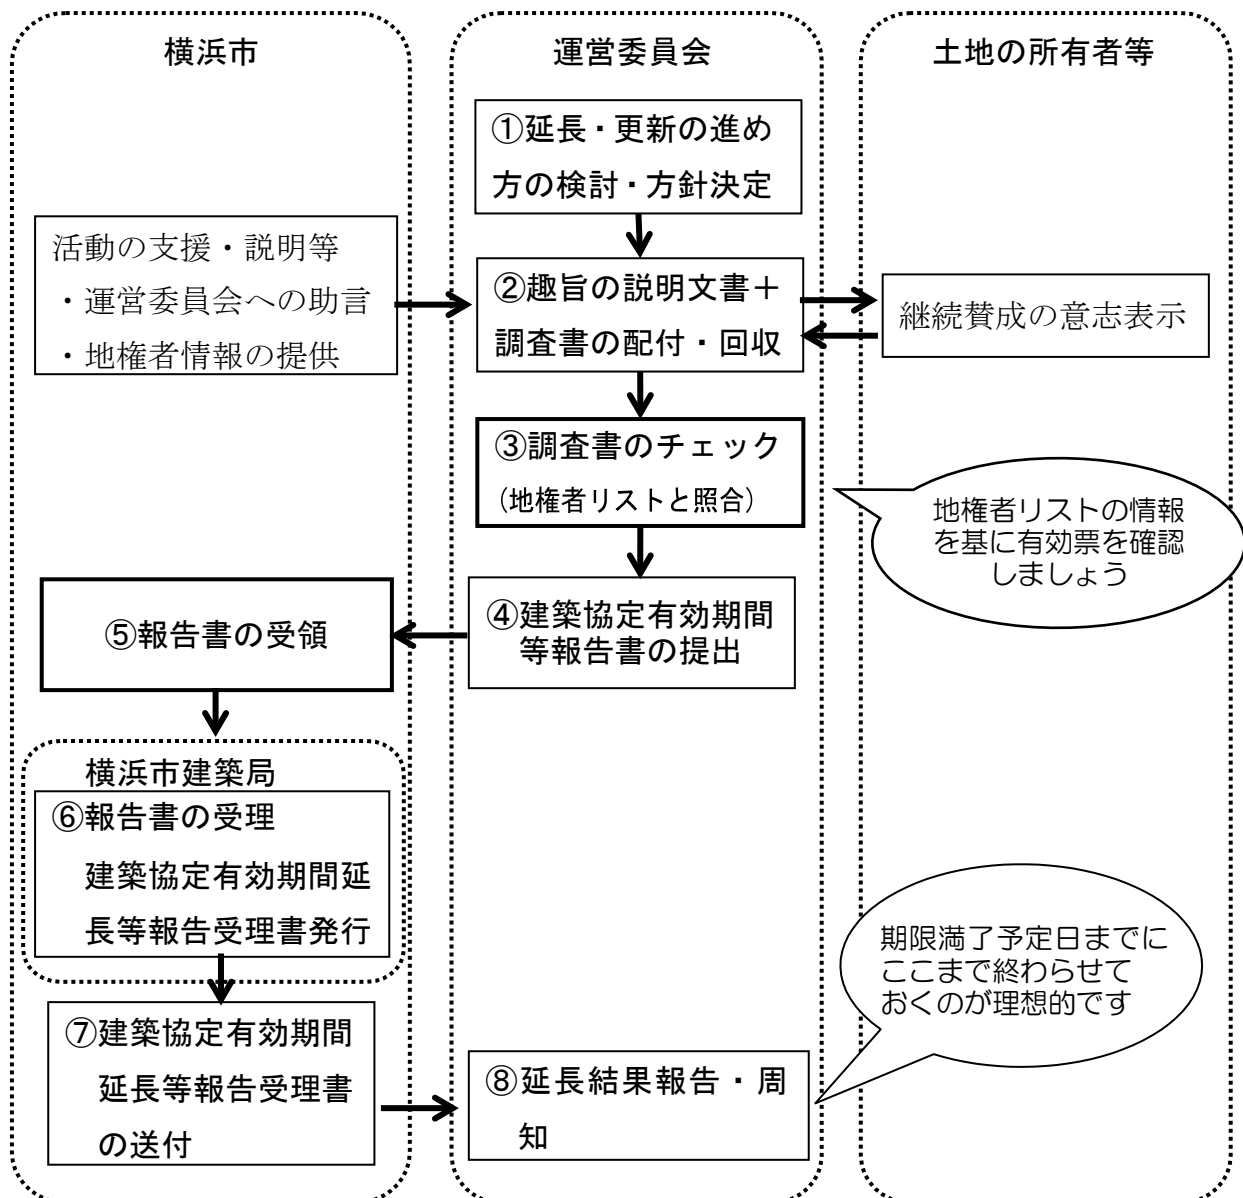 横浜市
運営委員会
土地の所有者等
①延長・更新の進め
方の検討・方針決定
活動の支援・説明等
・運営委員会への助言
・地権者情報の提供
②趣旨の説明文書＋
調査書の配付・回収
継続賛成の意志表示
③調査書のチェック
（地権者リストと照合）
地権者リストの情報
を基に有効票を確認
しましょう
④建築協定有効期間
等報告書の提出
⑤報告書の受領
横浜市建築局
⑥報告書の受理
建築協定有効期間延
長等報告受理書発行
期限満了予定日までに
ここまで終わらせて
おくのが理想的です
⑦建築協定有効期間
延長等報告受理書
の送付
⑧延長結果報告・周
知